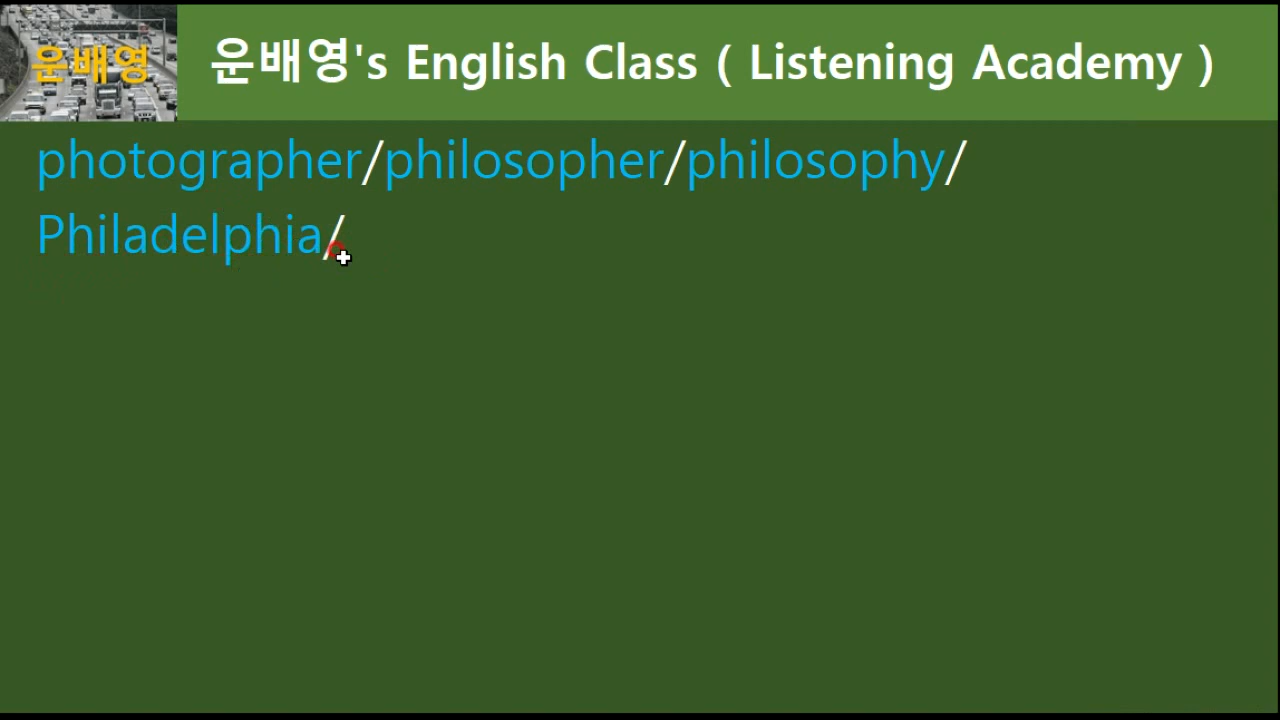 운배영
운배영's English Class ( Listening Academy )
photographer/philosopher/philosophy/
Philadelphia/